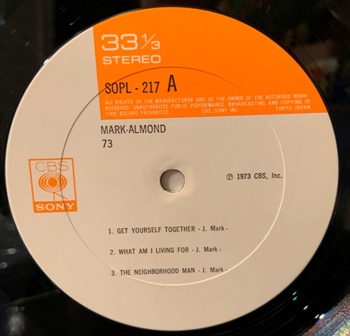 33 1/3
STEREO
SOPL - 217 A
ALL RIGHTS OF THE MANUFACTURER AND OF THE OWNER OF THE RECORDED WORK
RESERVED. UNAUTHORIZED PUBLIC PERFORMANCE BROADCASTING AND COPYING OF
THIS RECORD PROHIBITED CBS SONY INC. TOKYO JAPAN
MARK-ALMOND
73
CBS
SONY
℗ 1973 CBS, Inc.
1. GET YOURSELF TOGETHER - J. Mark -
2. WHAT AM I LIVING FOR - J. Mark -
3. THE NEIGHBORHOOD MAN - J. Mark -